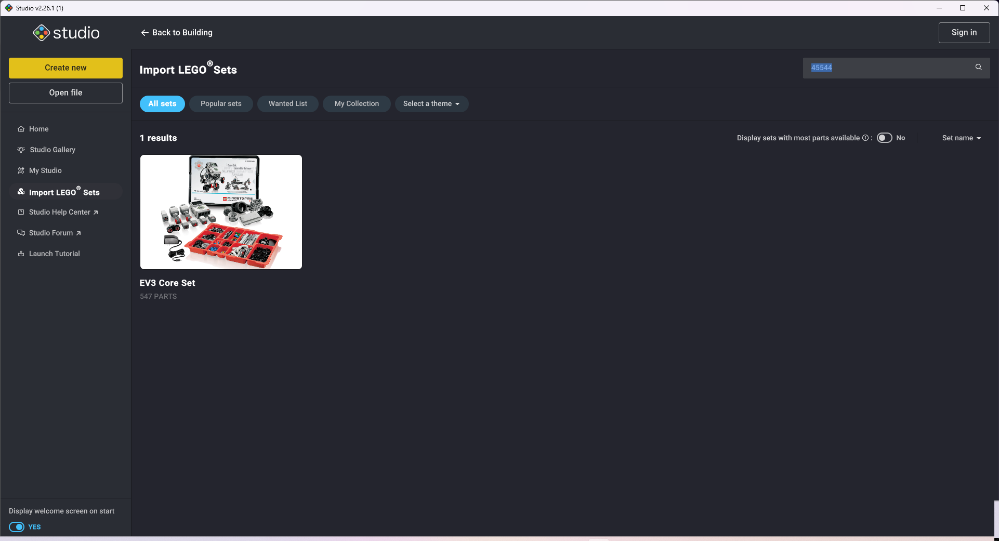 Studio v2.26.1 (1)
studio
Back to Building
Sign in
Create new
Open file
Import LEGO® Sets
45544
All sets
Popular sets
Wanted List
My Collection
Select a theme
Home
Studio Gallery
My Studio
Import LEGO® Sets
Studio Help Center
Studio Forum
Launch Tutorial
1 results
Display sets with most parts available :
No
Set name
mindstorms
education
EV3 Core Set
547 PARTS
Display welcome screen on start
YES